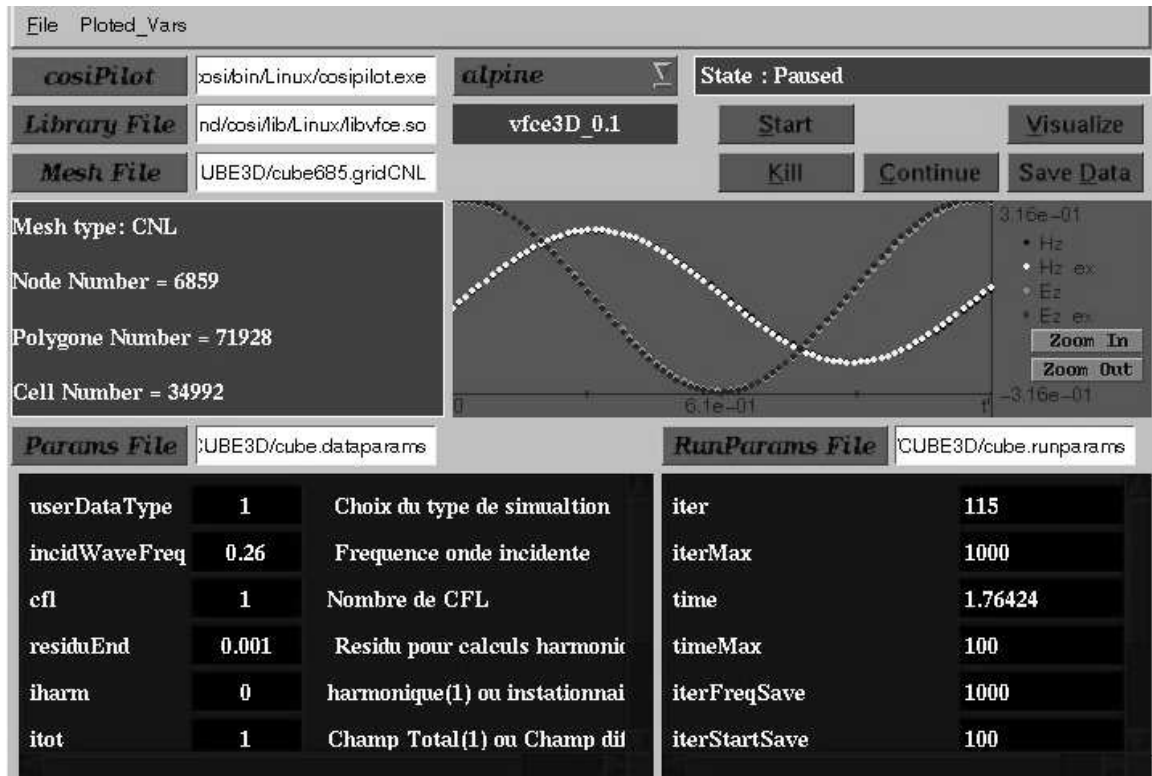 File Ploted_Vars
cosiPilot osi/bin/Linux/cosipilot.exe alpine State : Paused
Library File nd/cosi/lib/Linux/libvfce.so vfce3D_0.1 Start Visualize
Mesh File UBE3D/cube685.gridCNL Kill Continue Save Data
Mesh type: CNL
Node Number = 6859
Polygone Number = 71928
Cell Number = 34992
3.16e-01
Hz
Hz ex
Ez
Ez ex
Zoom In
Zoom Out
0 6.1e-01 t -3.16e-01
Params File CUBE3D/cube.dataparams RunParams File CUBE3D/cube.runparams
userDataType 1 Choix du type de simualtion iter 115
incidWaveFreq 0.26 Frequence onde incidente iterMax 1000
cfl 1 Nombre de CFL time 1.76424
residuEnd 0.001 Residu pour calculs harmonic timeMax 100
iharm 0 harmonique(1) ou instationnai iterFreqSave 1000
itot 1 Champ Total(1) ou Champ dif iterStartSave 100